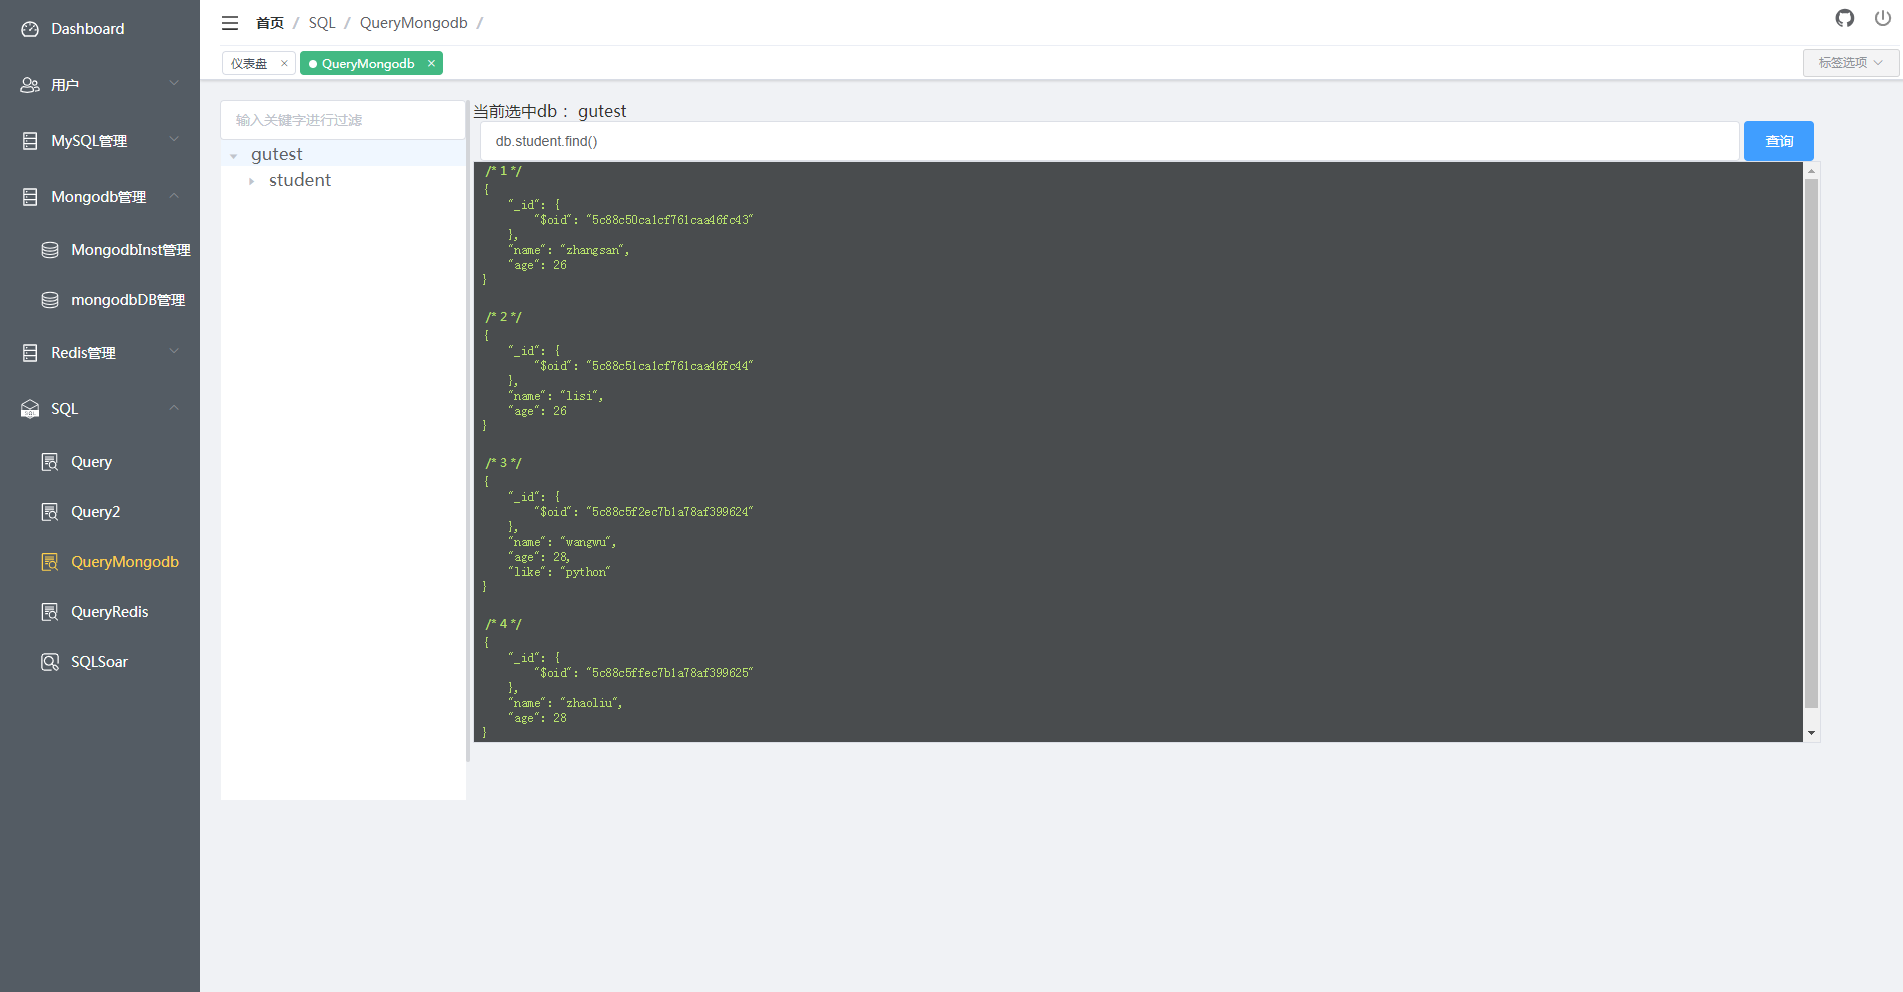 Dashboard
用户
MySQL管理
Mongodb管理
MongodbInst管理
mongodbDB管理
Redis管理
SQL
Query
Query2
QueryMongodb
QueryRedis
SQLSoar
首页 / SQL / QueryMongodb /
仪表盘 × QueryMongodb ×
标签选项
输入关键字进行过滤
gutest
student
当前选中db： gutest
db.student.find()
查询
/* 1 */
{
"_id": {
"$oid": "5c88c50ca1cf761caa46fc43"
},
"name": "zhangsan",
"age": 26
}
/* 2 */
{
"_id": {
"$oid": "5c88c51ca1cf761caa46fc44"
},
"name": "lisi",
"age": 26
}
/* 3 */
{
"_id": {
"$oid": "5c88c5f2ec7b1a78af399624"
},
"name": "wangwu",
"age": 28,
"like": "python"
}
/* 4 */
{
"_id": {
"$oid": "5c88c5ffec7b1a78af399625"
},
"name": "zhaoliu",
"age": 28
}